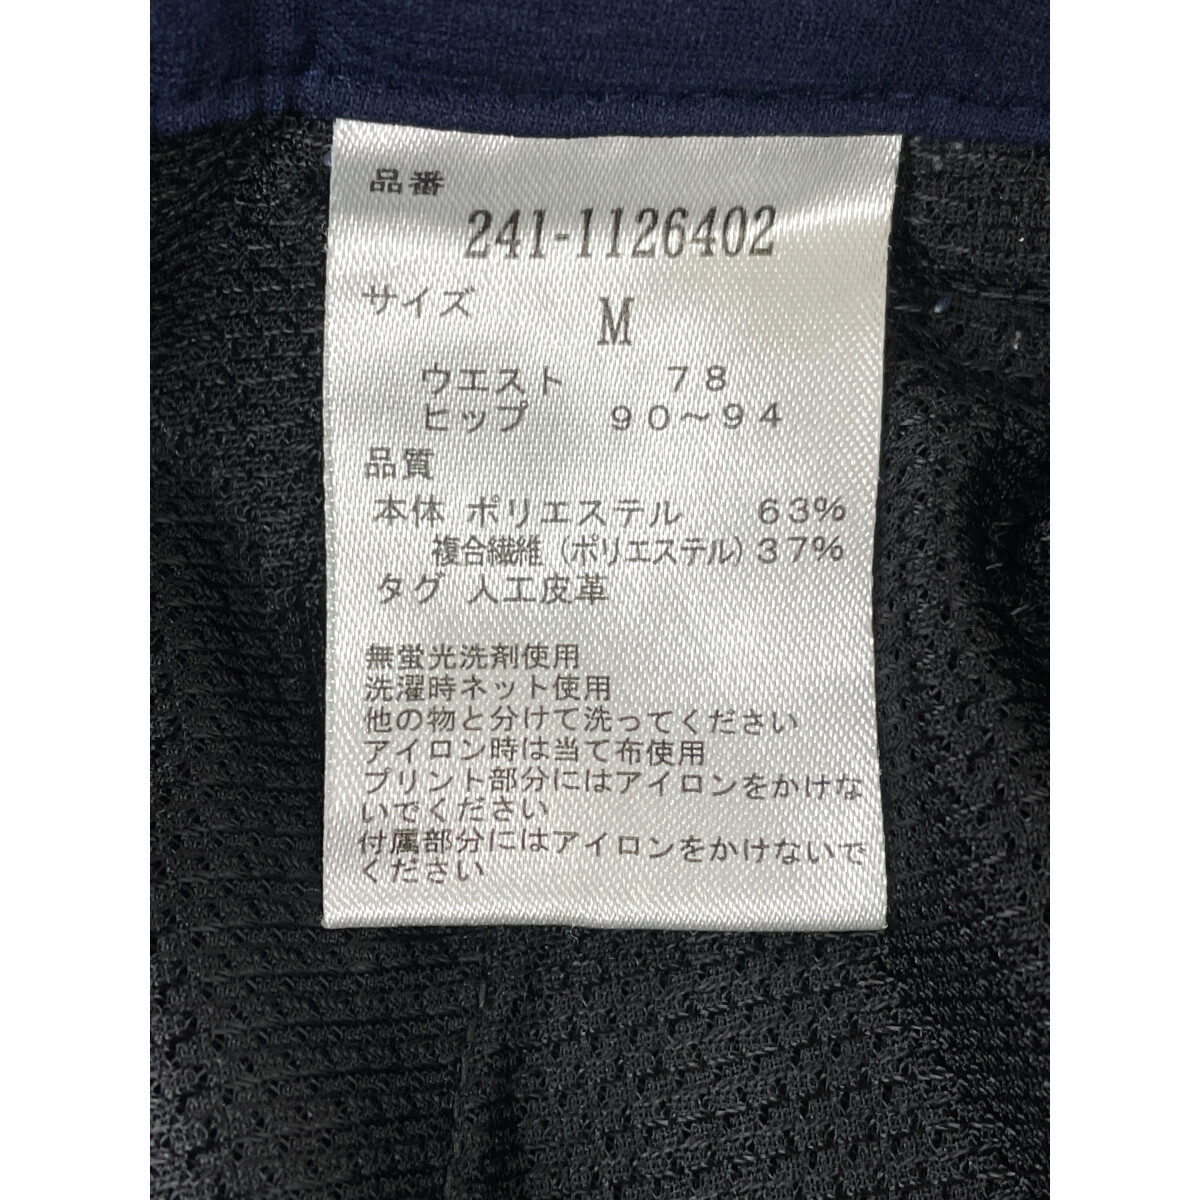 品番
241-1126402
サイズ
M
ウエスト　　７８
ヒップ　　９０～９４
品質
本体 ポリエステル　　６３%
複合繊維（ポリエステル）３７%
タグ 人工皮革
無蛍光洗剤使用
洗濯時ネット使用
他の物と分けて洗ってください
アイロン時は当て布使用
プリント部分にはアイロンをかけな
いでください
付属部分にはアイロンをかけないで
ください